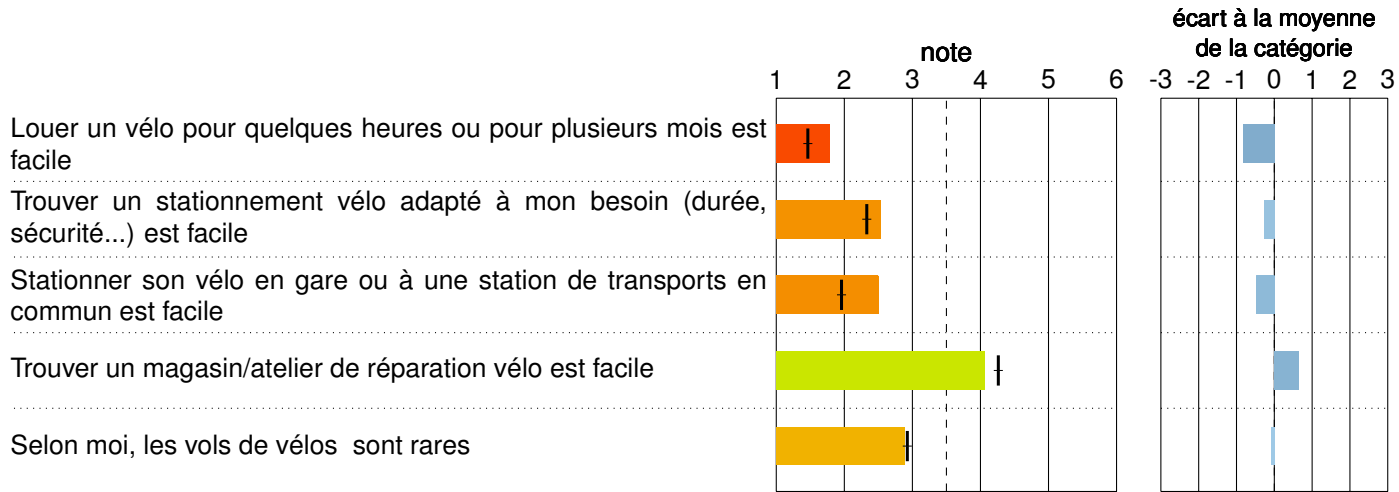 écart à la moyenne
de la catégorie
note
1 2 3 4 5 6
-3 -2 -1 0 1 2 3
Louer un vélo pour quelques heures ou pour plusieurs mois est
facile
Trouver un stationnement vélo adapté à mon besoin (durée,
sécurité...) est facile
Stationner son vélo en gare ou à une station de transports en
commun est facile
Trouver un magasin/atelier de réparation vélo est facile
Selon moi, les vols de vélos sont rares